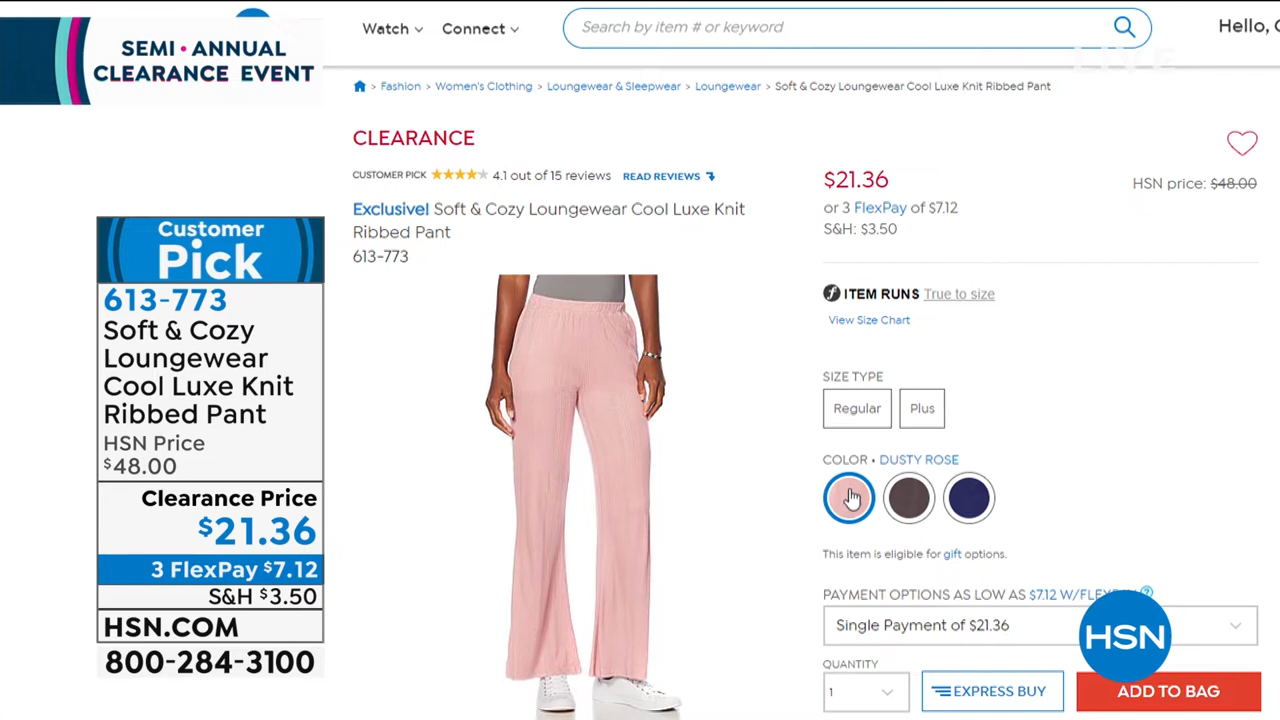 SEMI • ANNUAL
CLEARANCE EVENT
Watch
Connect
Search by item # or keyword
Hello,
LIVE
> Fashion > Women's Clothing > Loungewear & Sleepwear > Loungewear > Soft & Cozy Loungewear Cool Luxe Knit Ribbed Pant
CLEARANCE
CUSTOMER PICK 4.1 out of 15 reviews READ REVIEWS
Exclusive! Soft & Cozy Loungewear Cool Luxe Knit
Ribbed Pant
613-773
$21.36
HSN price: $48.00
or 3 FlexPay of $7.12
S&H: $3.50
ITEM RUNS True to size
View Size Chart
SIZE TYPE
Regular
Plus
COLOR • DUSTY ROSE
This item is eligible for gift options.
PAYMENT OPTIONS AS LOW AS $7.12 W/FLEX
Single Payment of $21.36
QUANTITY
1
EXPRESS BUY
ADD TO BAG
HSN
Customer
Pick
613-773
Soft & Cozy
Loungewear
Cool Luxe Knit
Ribbed Pant
HSN Price
$48.00
Clearance Price
$21.36
3 FlexPay $7.12
S&H $3.50
HSN.COM
800-284-3100